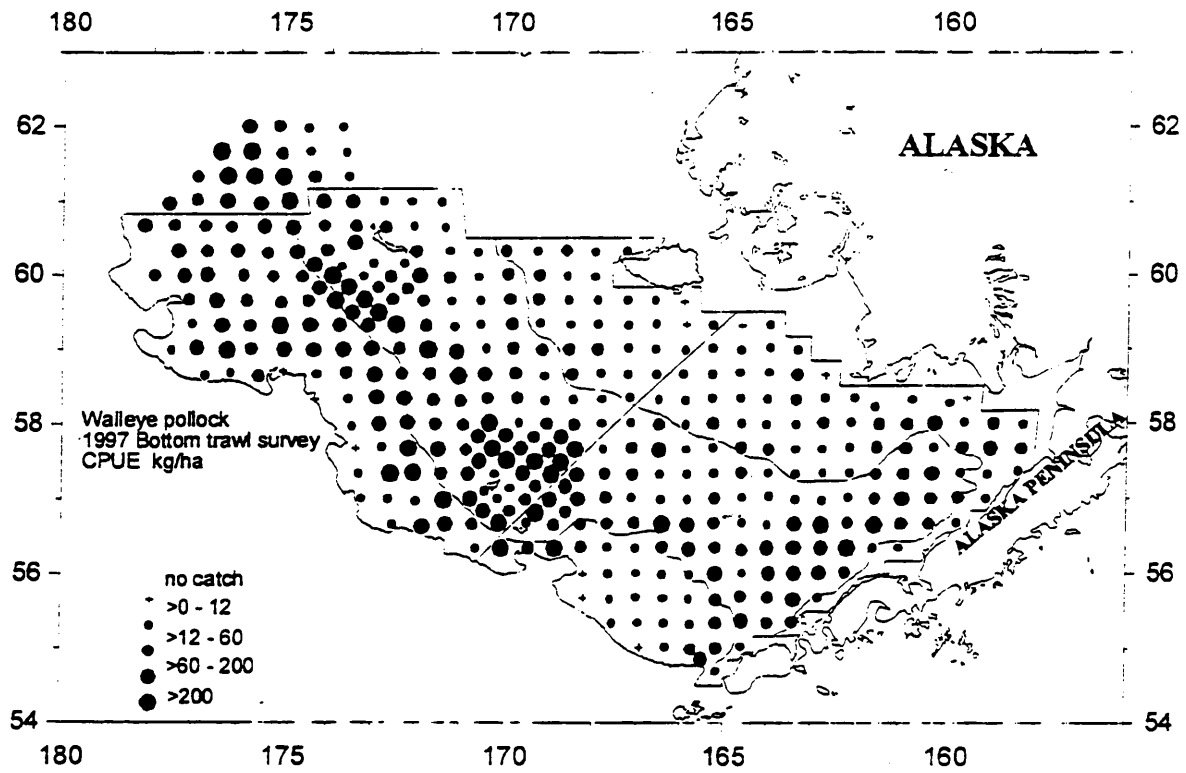 180 175 170 165 160
62 62
ALASKA
60 60
58 58
Walleye pollock
1997 Bottom trawl survey
CPUE kg/ha
ALASKA PENINSULA
56 56
no catch
>0 - 12
>12 - 60
>60 - 200
>200
54 54
180 175 170 165 160